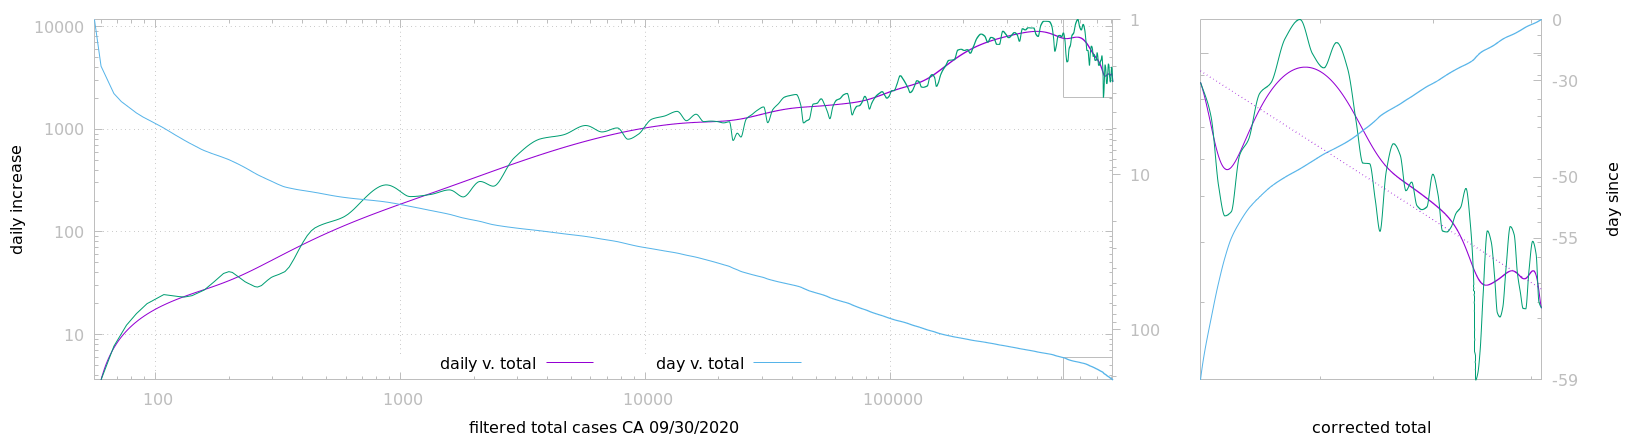 daily increase
10000
1000
100
10
100
1000
10000
100000
1
10
100
daily v. total
day v. total
filtered total cases CA 09/30/2020
0
-30
-50
-55
-59
day since
corrected total